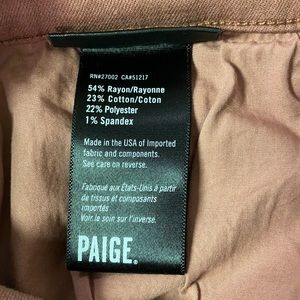 RN#27002 CA#51217
54% Rayon/Rayonne
23% Cotton/Coton
22% Polyester
1% Spandex
Made in the USA of Imported
fabric and components.
See care on reverse.
Fabriqué aux États-Unis à partir
de tissus et composants
importés
Voir le soin sur l'inverse.
PAIGE.